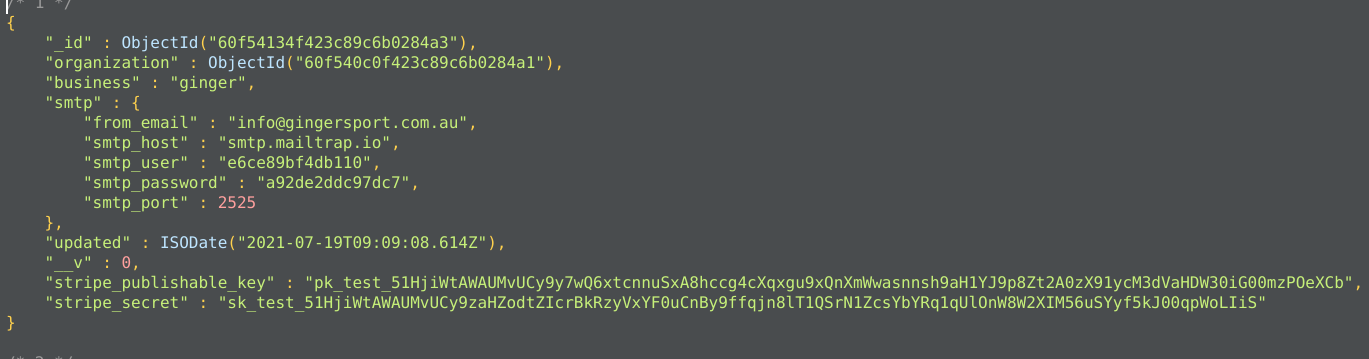 /* 1 */
{
"_id" : ObjectId("60f54134f423c89c6b0284a3"),
"organization" : ObjectId("60f540c0f423c89c6b0284a1"),
"business" : "ginger",
"smtp" : {
"from_email" : "info@gingersport.com.au",
"smtp_host" : "smtp.mailtrap.io",
"smtp_user" : "e6ce89bf4db110",
"smtp_password" : "a92de2ddc97dc7",
"smtp_port" : 2525
},
"updated" : ISODate("2021-07-19T09:09:08.614Z"),
"__v" : 0,
"stripe_publishable_key" : "pk_test_51HjiWtAWAUMvUCy9y7wQ6xtcnnuSxA8hccg4cXqxgu9xQnXmWwasnnsh9aH1YJ9p8Zt2A0zX91ycM3dVaHDW30iG00mzPOeXCb",
"stripe_secret" : "sk_test_51HjiWtAWAUMvUCy9zaHZodtZIcrBkRzyVxYF0uCnBy9ffqjn8lT1QSrN1ZcsYbYRq1qUlOnW8W2XIM56uSYyf5kJ00qpWoLIiS"
}